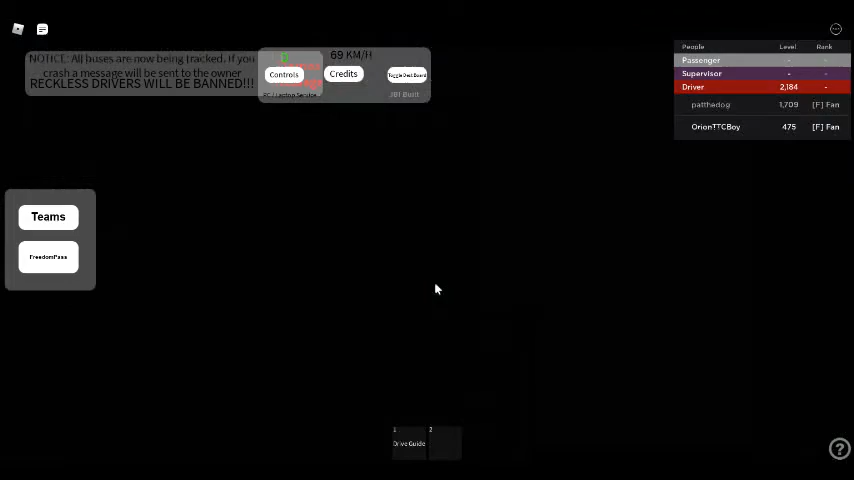 NOTICE: All buses are now being tracked. If you
crash a message will be sent to the owner
RECKLESS DRIVERS WILL BE BANNED!!!
D
69 KM/H
Controls
Credits
Toggle Dest Board
JBT Built
People Level Rank
Passenger - -
Supervisor - -
Driver 2,184 -
patthedog 1,709 [F] Fan
OrionTTCBoy 475 [F] Fan
Teams
FreedomPass
1
2
Drive Guide
?